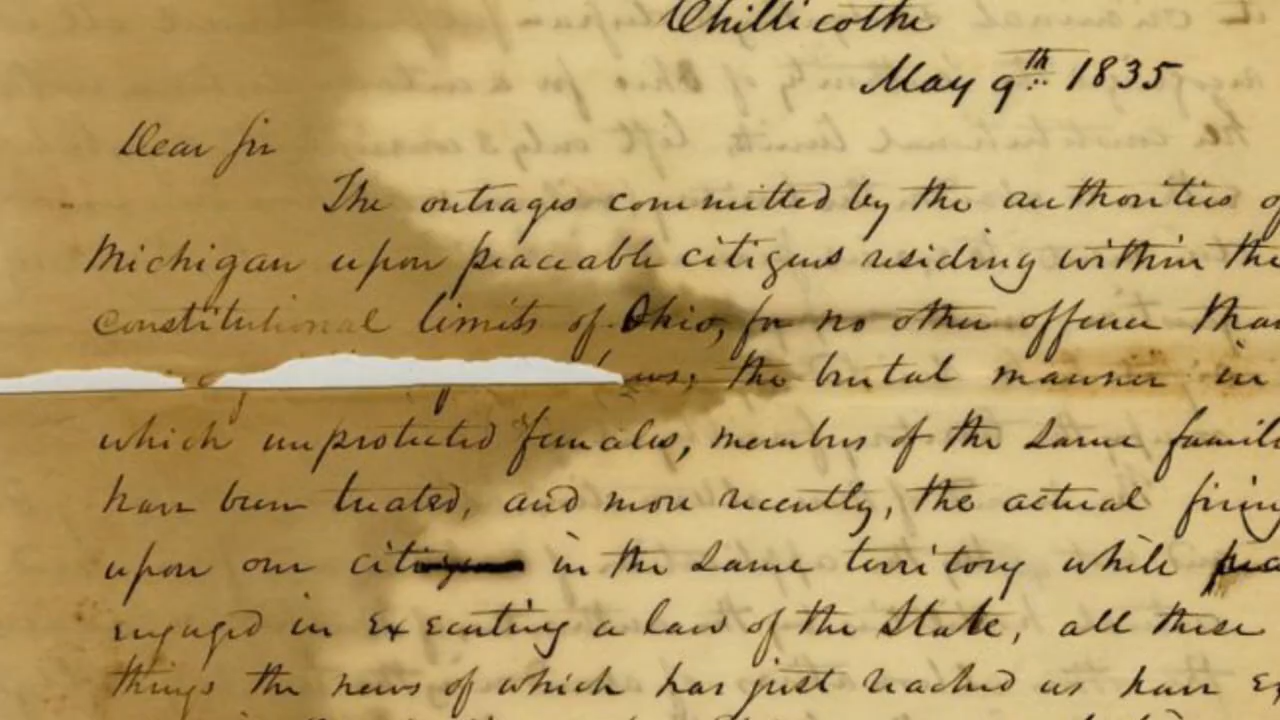 Chillicothe
May 9th 1835
Dear Sir
The outrages committed by the authorities of
Michigan upon peaceable citizens residing within the
constitutional limits of Ohio, for no other offence than
the brutal manner in
which unprotected females, members of the same famil
have been treated, and more recently, the actual firing
upon our citizens in the same territory while
engaged in executing a law of the State, all these
things the news of which has just reached us have ex